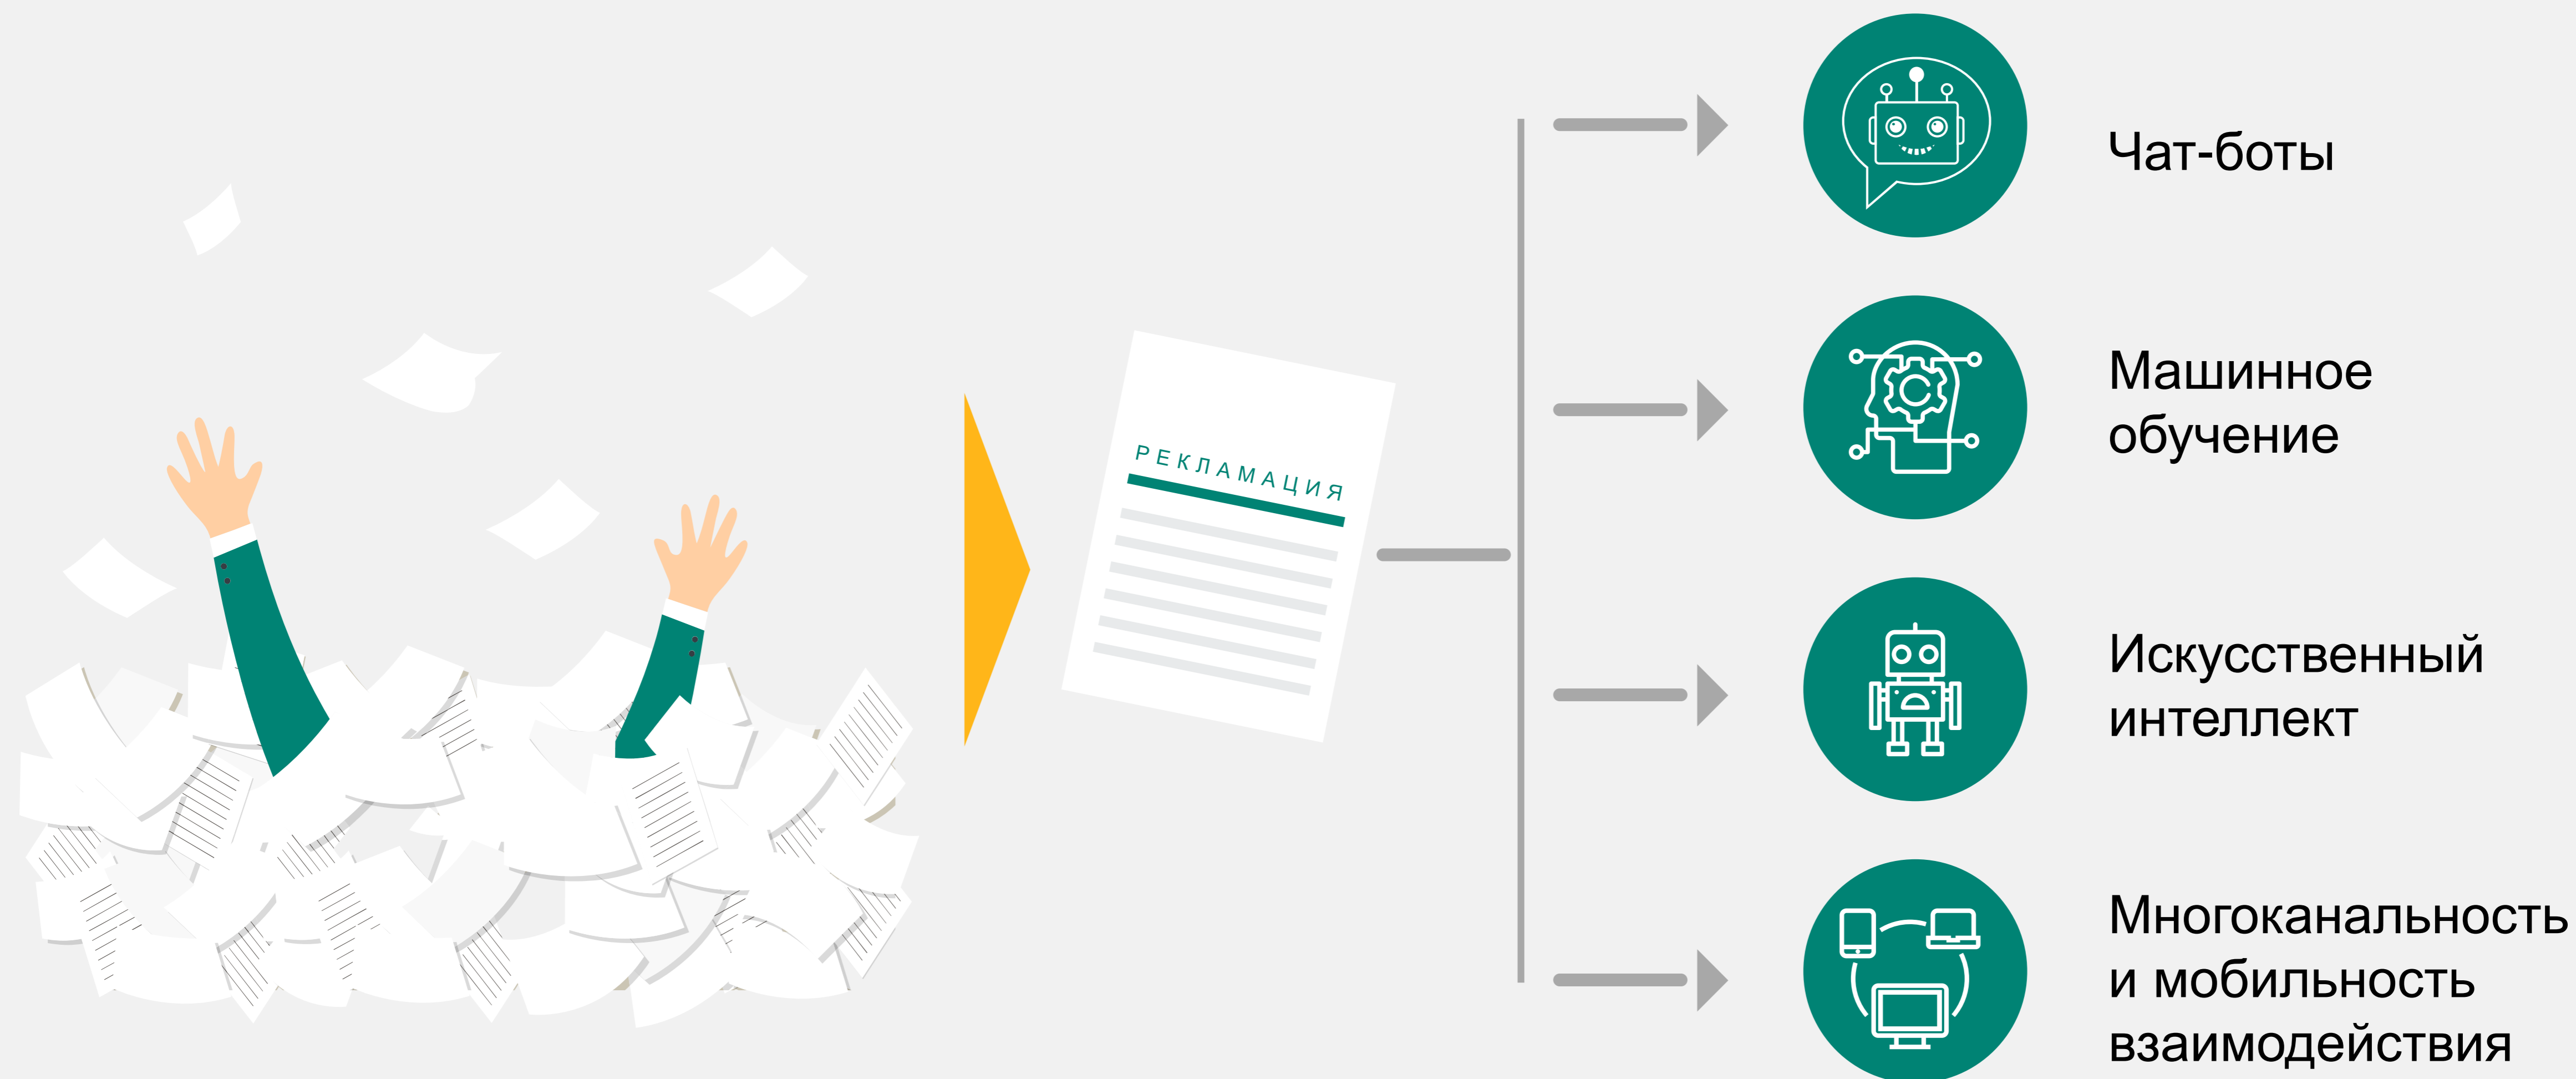 РЕКЛАМАЦИЯ
Чат-боты
Машинное
обучение
Искусственный
интеллект
Многоканальность
и мобильность
взаимодействия